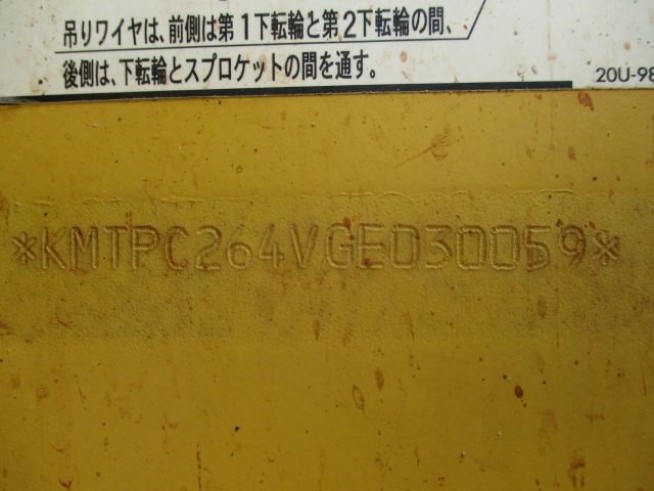 吊りワイヤは、前側は第1下転輪と第2下転輪の間、
後側は、下転輪とスプロケットの間を通す。
20U-98
*KMTPC264VGE030059*